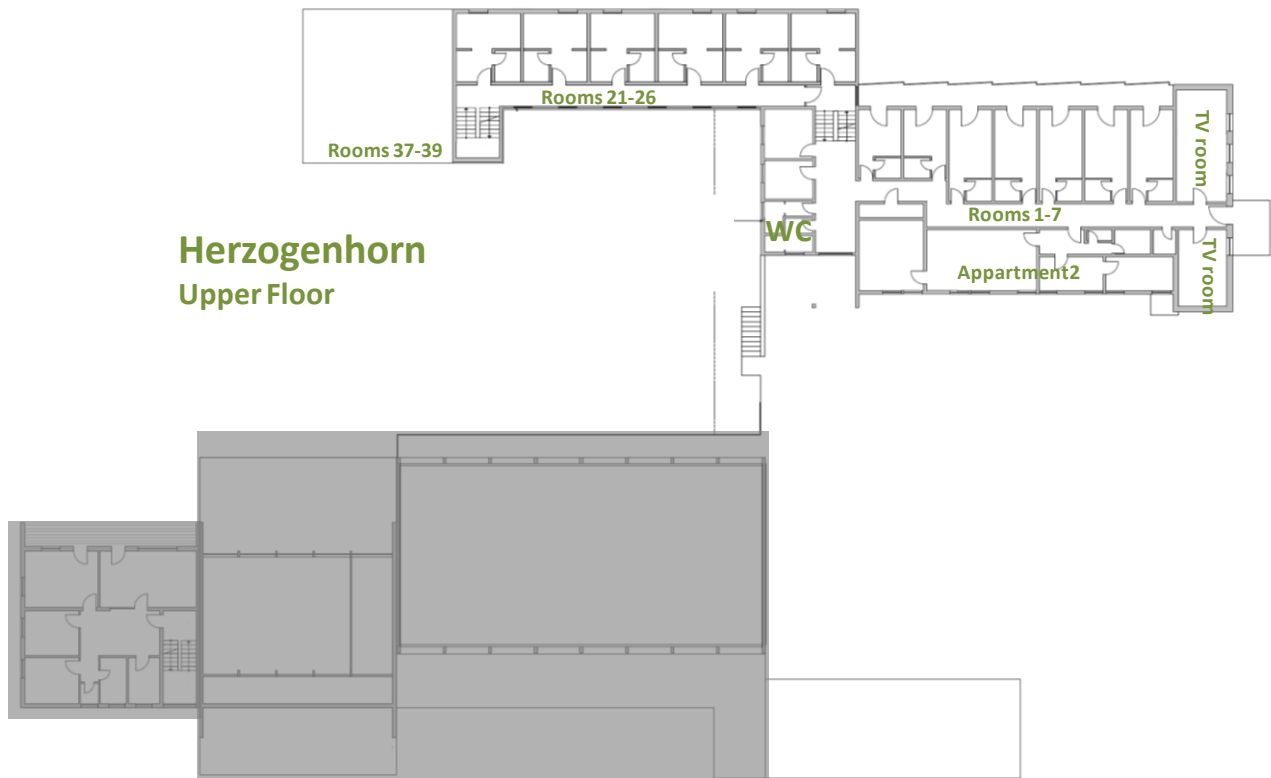 Rooms 21-26
Rooms 37-39
TV room
Rooms 1-7
WC
Herzogenhorn
Upper Floor
Appartment2
TV room